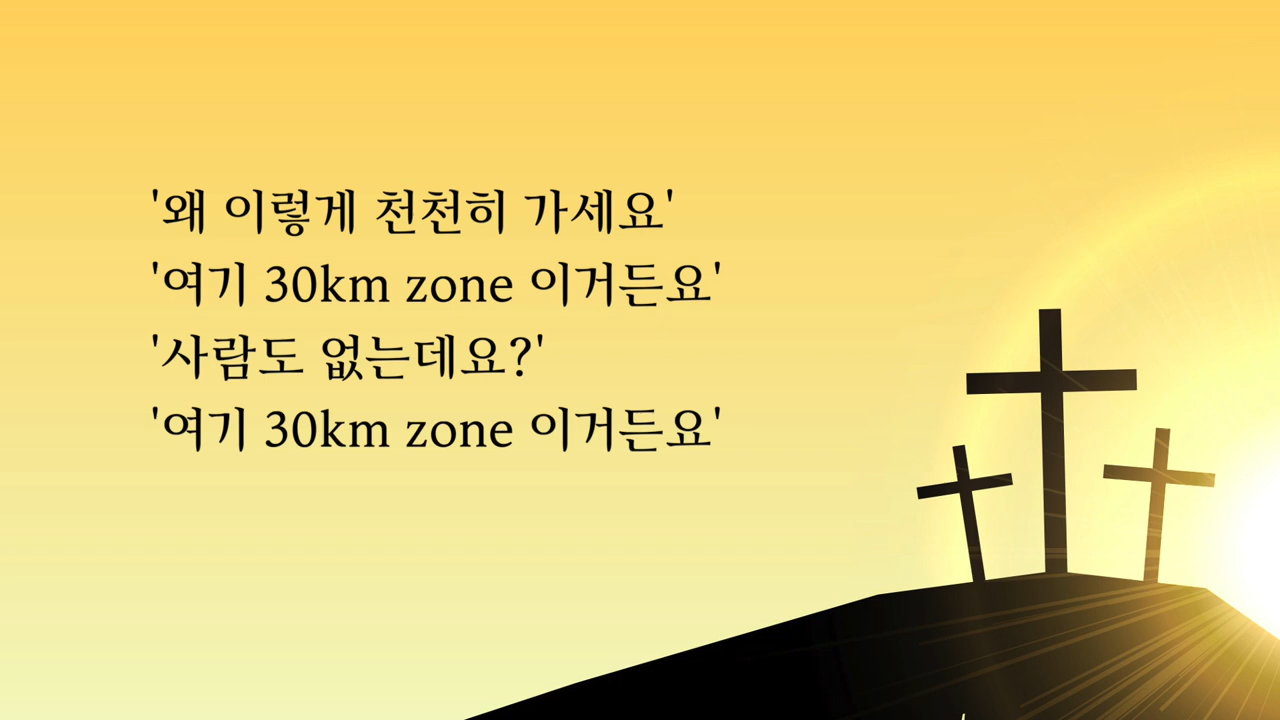 '왜 이렇게 천천히 가세요'
'여기 30km zone 이거든요'
'사람도 없는데요?'
'여기 30km zone 이거든요'